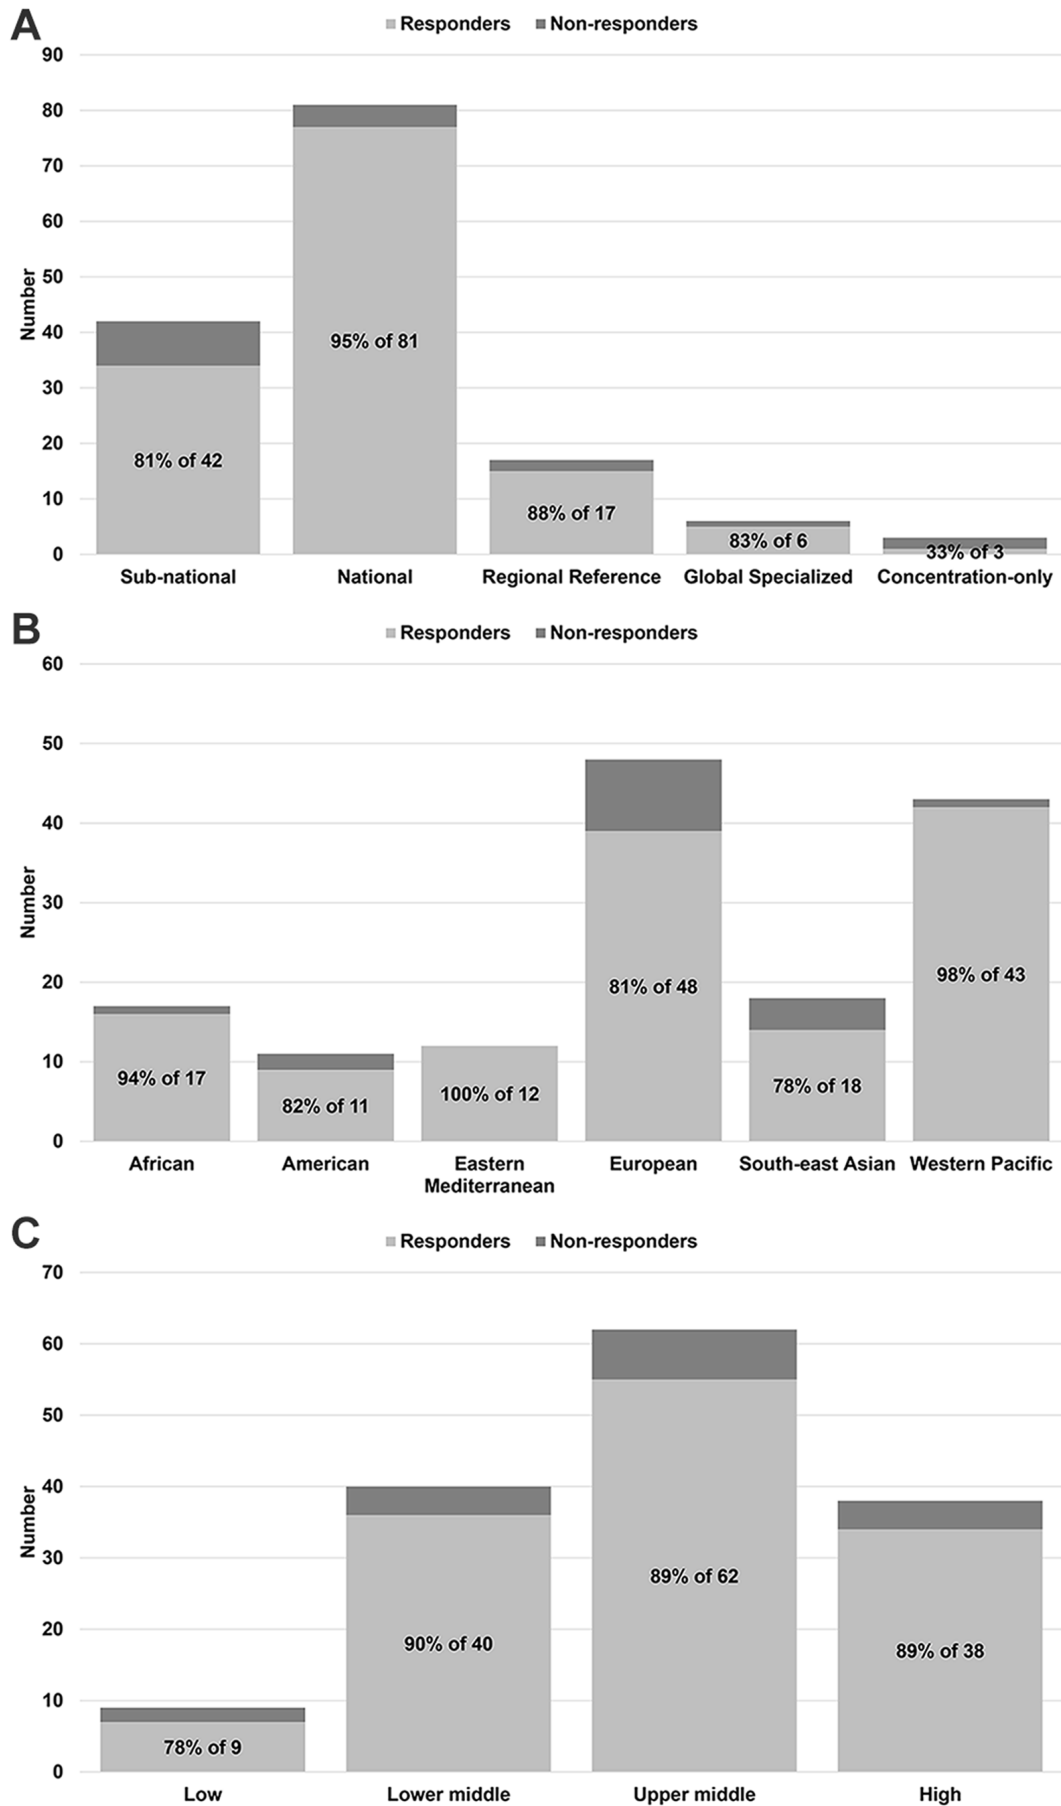 A
Responders Non-responders
90
80
70
60
50
40
30
20
10
0
Number
81% of 42
95% of 81
88% of 17
83% of 6
33% of 3
Sub-national National Regional Reference Global Specialized Concentration-only
B
Responders Non-responders
60
50
40
30
20
10
0
Number
94% of 17
82% of 11
100% of 12
81% of 48
78% of 18
98% of 43
African American Eastern Mediterranean European South-east Asian Western Pacific
C
Responders Non-responders
70
60
50
40
30
20
10
0
Number
78% of 9
90% of 40
89% of 62
89% of 38
Low Lower middle Upper middle High